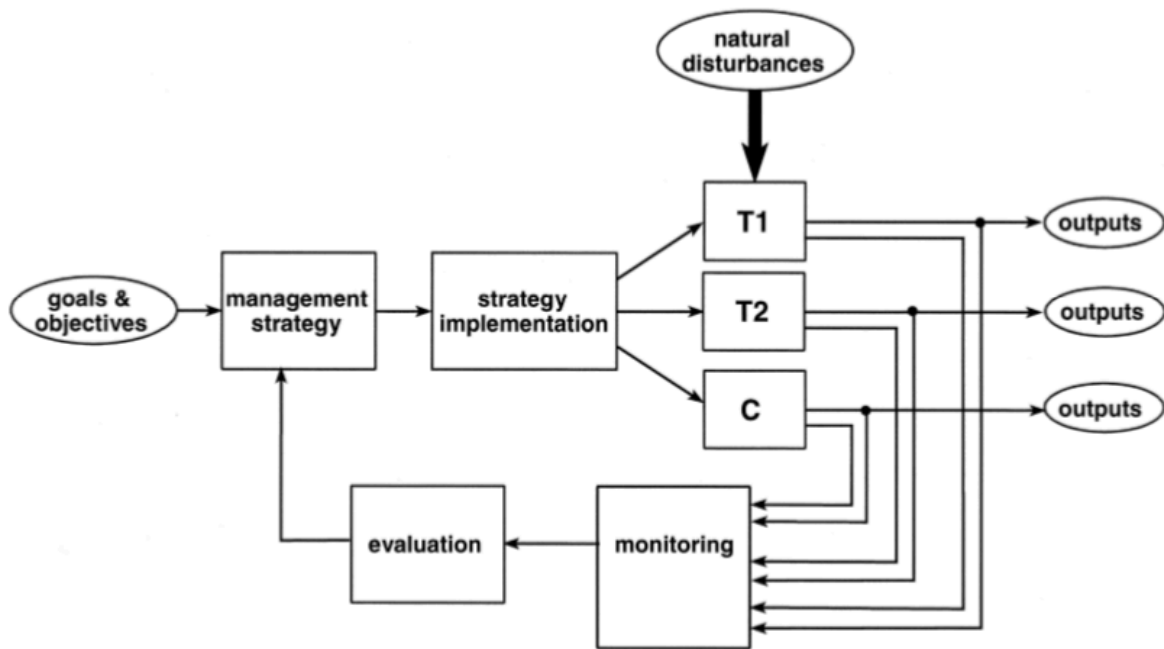 natural
disturbances
T1
outputs
goals &
objectives
management
strategy
strategy
implementation
T2
outputs
C
outputs
evaluation
monitoring